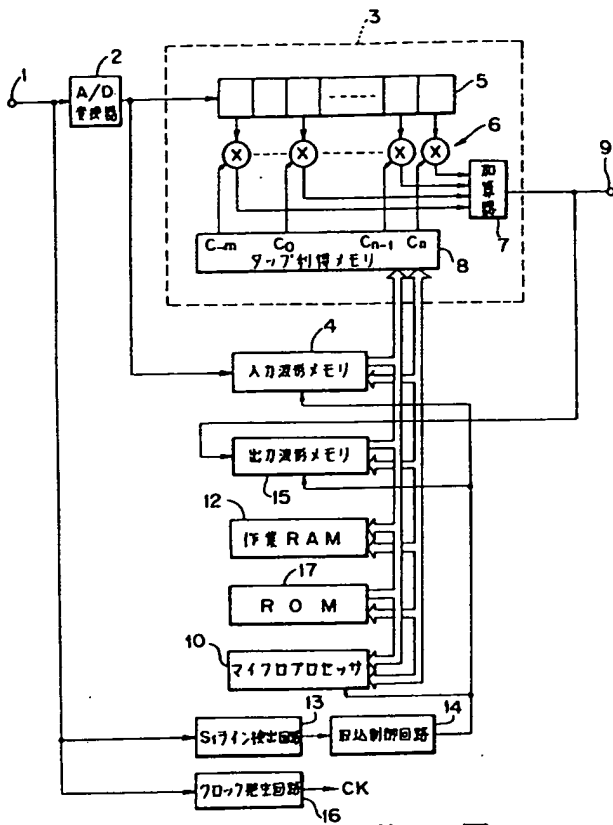 3
1
2
A/D
変換器
5
6
9
加算器
7
C-m C0 Cn-1 Cn
タップ利得メモリ
8
4
入力波形メモリ
出力波形メモリ
15
12
作業RAM
17
ROM
10
マイクロプロセッサ
13
14
S1ライン検出回路
取込制御回路
クロック発生回路
CK
16